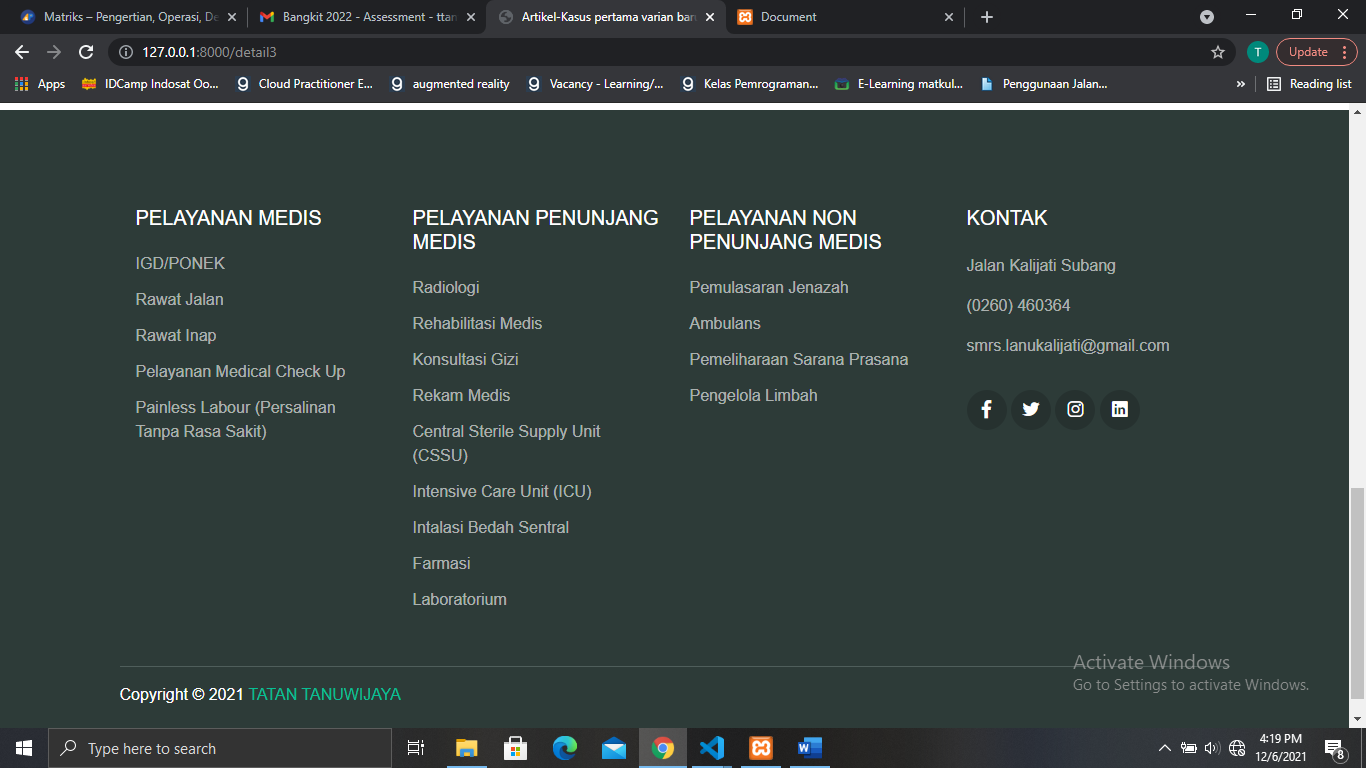 Matriks – Pengertian, Operasi, De
Bangkit 2022 - Assessment - ttan
Artikel-Kasus pertama varian bar
Document
127.0.0.1:8000/detail3
T
Update
Apps
IDCamp Indosat Oo...
Cloud Practitioner E...
augmented reality
Vacancy - Learning/...
Kelas Pemrograman...
E-Learning matkul...
Penggunaan Jalan...
»
Reading list
PELAYANAN MEDIS
IGD/PONEK
Rawat Jalan
Rawat Inap
Pelayanan Medical Check Up
Painless Labour (Persalinan
Tanpa Rasa Sakit)
PELAYANAN PENUNJANG
MEDIS
Radiologi
Rehabilitasi Medis
Konsultasi Gizi
Rekam Medis
Central Sterile Supply Unit
(CSSU)
Intensive Care Unit (ICU)
Intalasi Bedah Sentral
Farmasi
Laboratorium
PELAYANAN NON
PENUNJANG MEDIS
Pemulasaran Jenazah
Ambulans
Pemeliharaan Sarana Prasana
Pengelola Limbah
KONTAK
Jalan Kalijati Subang
(0260) 460364
smrs.lanukalijati@gmail.com
Copyright © 2021 TATAN TANUWIJAYA
Activate Windows
Go to Settings to activate Windows.
Type here to search
4:19 PM
12/6/2021
8